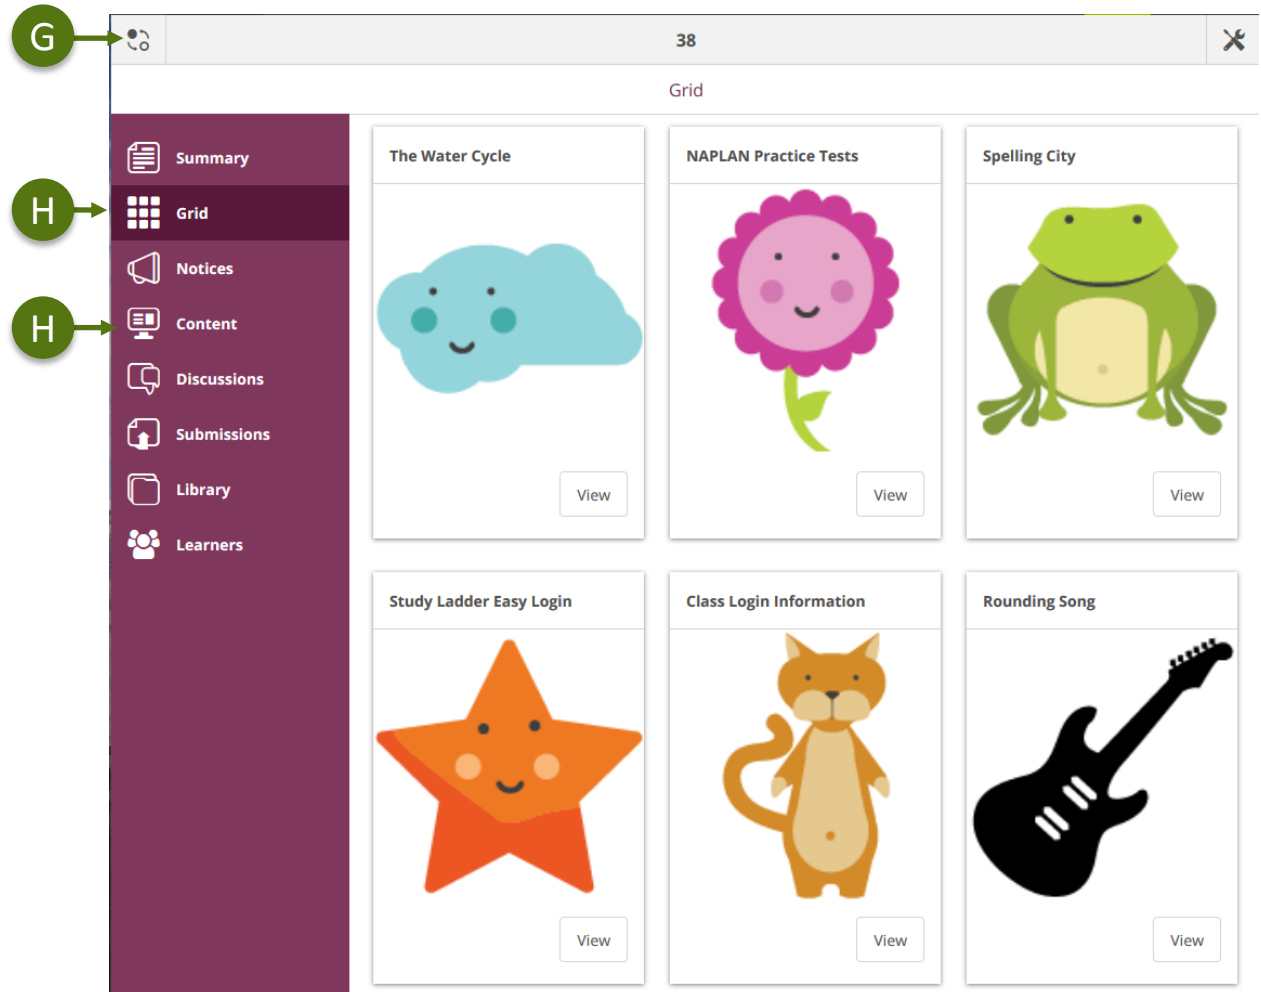 G
38
Grid
H
H
Summary
Grid
Notices
Content
Discussions
Submissions
Library
Learners
The Water Cycle
View
NAPLAN Practice Tests
View
Spelling City
View
Study Ladder Easy Login
View
Class Login Information
View
Rounding Song
View